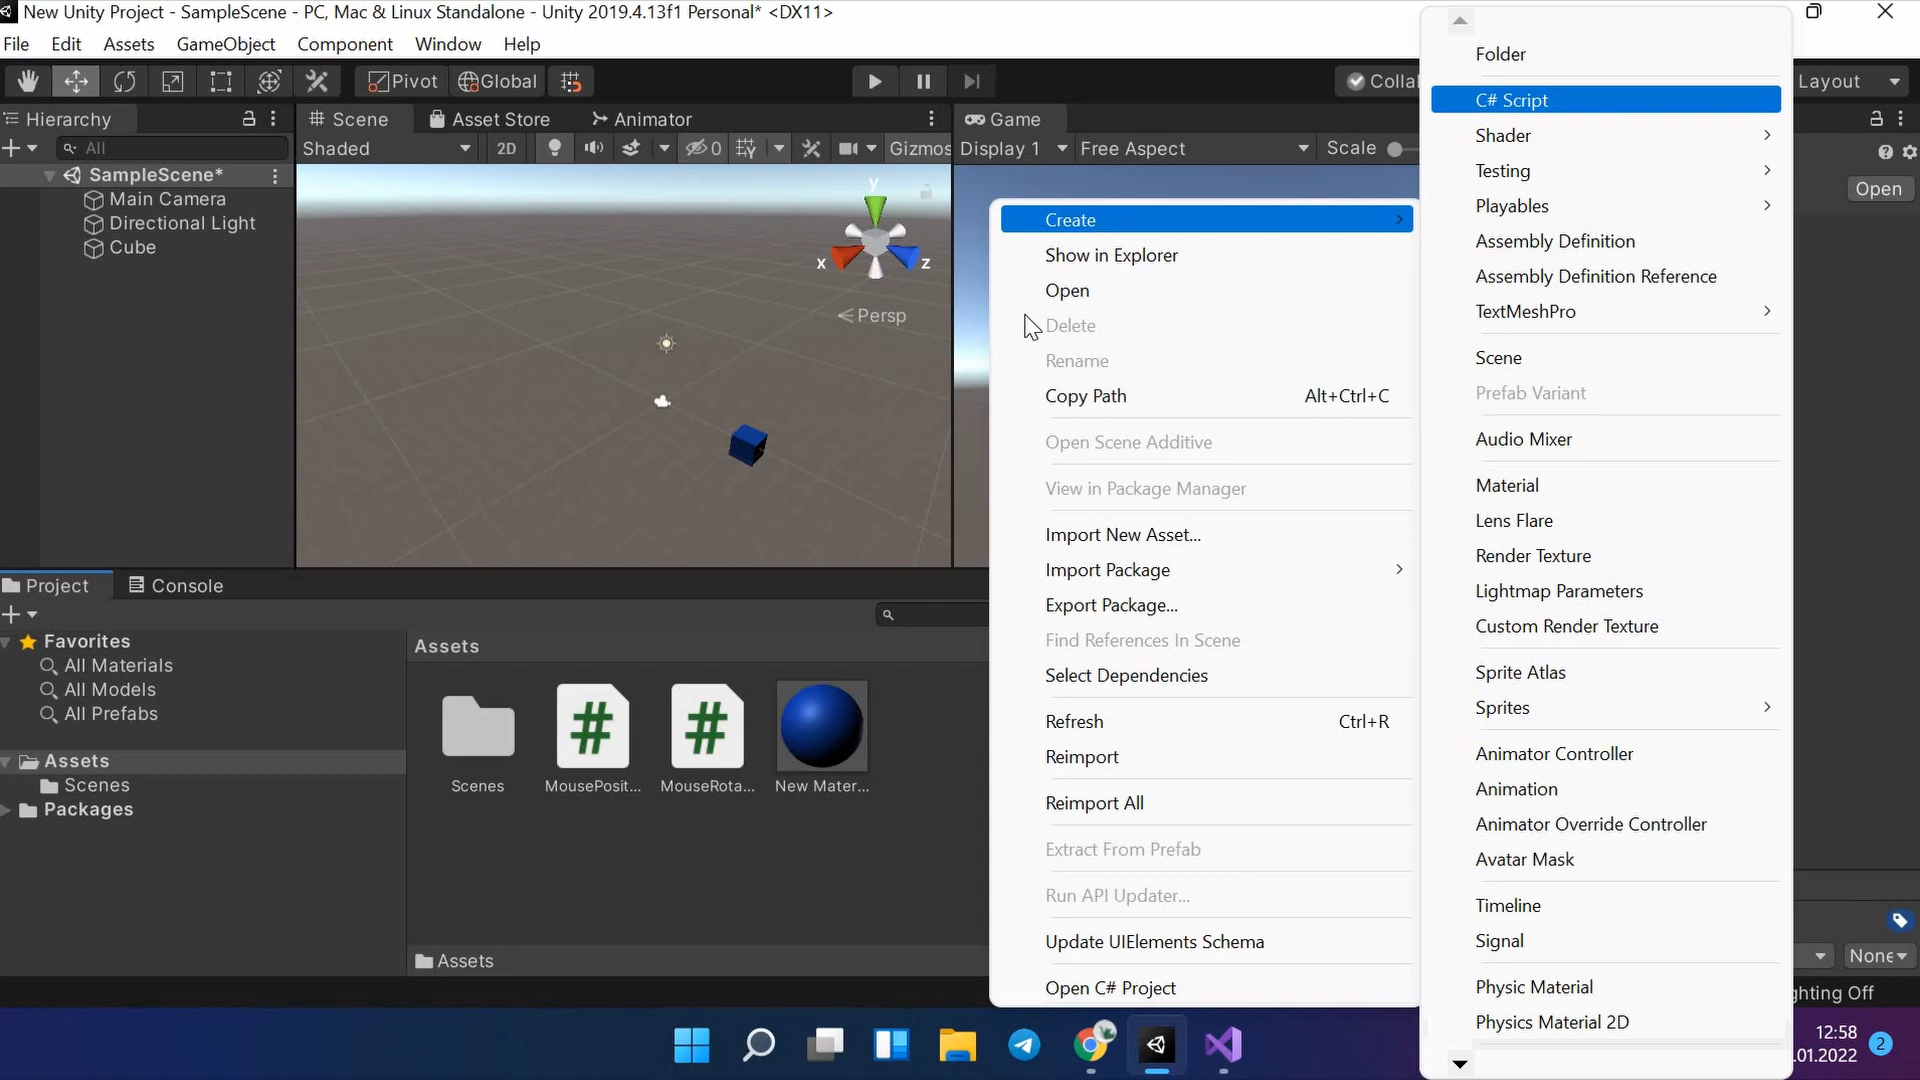 New Unity Project - SampleScene - PC, Mac & Linux Standalone - Unity 2019.4.13f1 Personal* <DX11>
File Edit Assets GameObject Component Window Help
Pivot Global Colla Layout
Hierarchy
All
SampleScene*
Main Camera
Directional Light
Cube
Scene Asset Store Animator
Shaded 2D 0 Gizmos
y
x z
Persp
Game
Display 1 Free Aspect Scale
Open
Project Console
Favorites
All Materials
All Models
All Prefabs
Assets
Scenes
Packages
Assets
Scenes MousePosit... MouseRota... New Mater...
Assets
Create
Show in Explorer
Open
Delete
Rename
Copy Path Alt+Ctrl+C
Open Scene Additive
View in Package Manager
Import New Asset...
Import Package
Export Package...
Find References In Scene
Select Dependencies
Refresh Ctrl+R
Reimport
Reimport All
Extract From Prefab
Run API Updater...
Update UIElements Schema
Open C# Project
Folder
C# Script
Shader
Testing
Playables
Assembly Definition
Assembly Definition Reference
TextMeshPro
Scene
Prefab Variant
Audio Mixer
Material
Lens Flare
Render Texture
Lightmap Parameters
Custom Render Texture
Sprite Atlas
Sprites
Animator Controller
Animation
Animator Override Controller
Avatar Mask
Timeline
Signal
Physic Material
Physics Material 2D
None
ghting Off
12:58
.01.2022
2